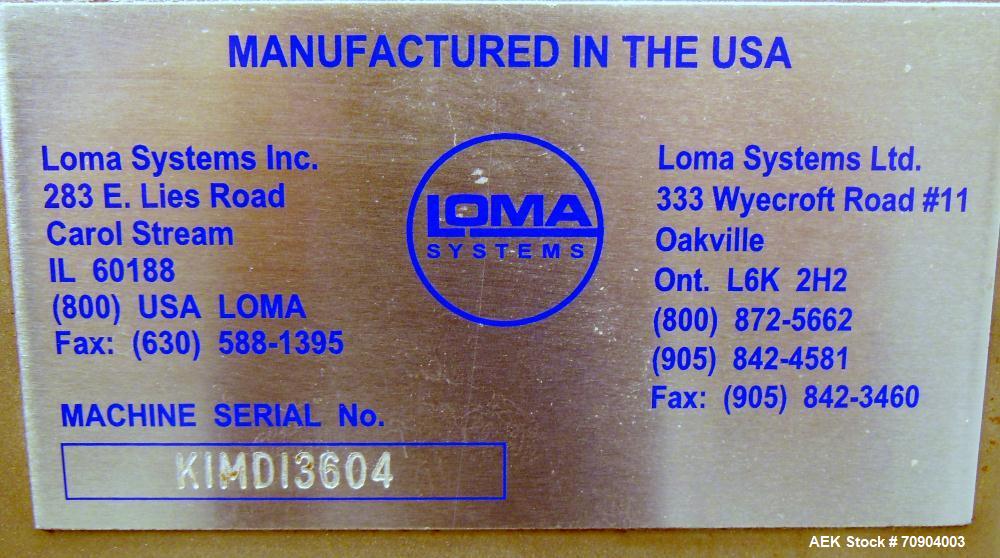 MANUFACTURED IN THE USA
Loma Systems Inc.
283 E. Lies Road
Carol Stream
IL 60188
(800) USA LOMA
Fax: (630) 588-1395
LOMA
SYSTEMS
Loma Systems Ltd.
333 Wyecroft Road #11
Oakville
Ont. L6K 2H2
(800) 872-5662
(905) 842-4581
Fax: (905) 842-3460
MACHINE SERIAL No.
KIMDI3604
AEK Stock # 70904003